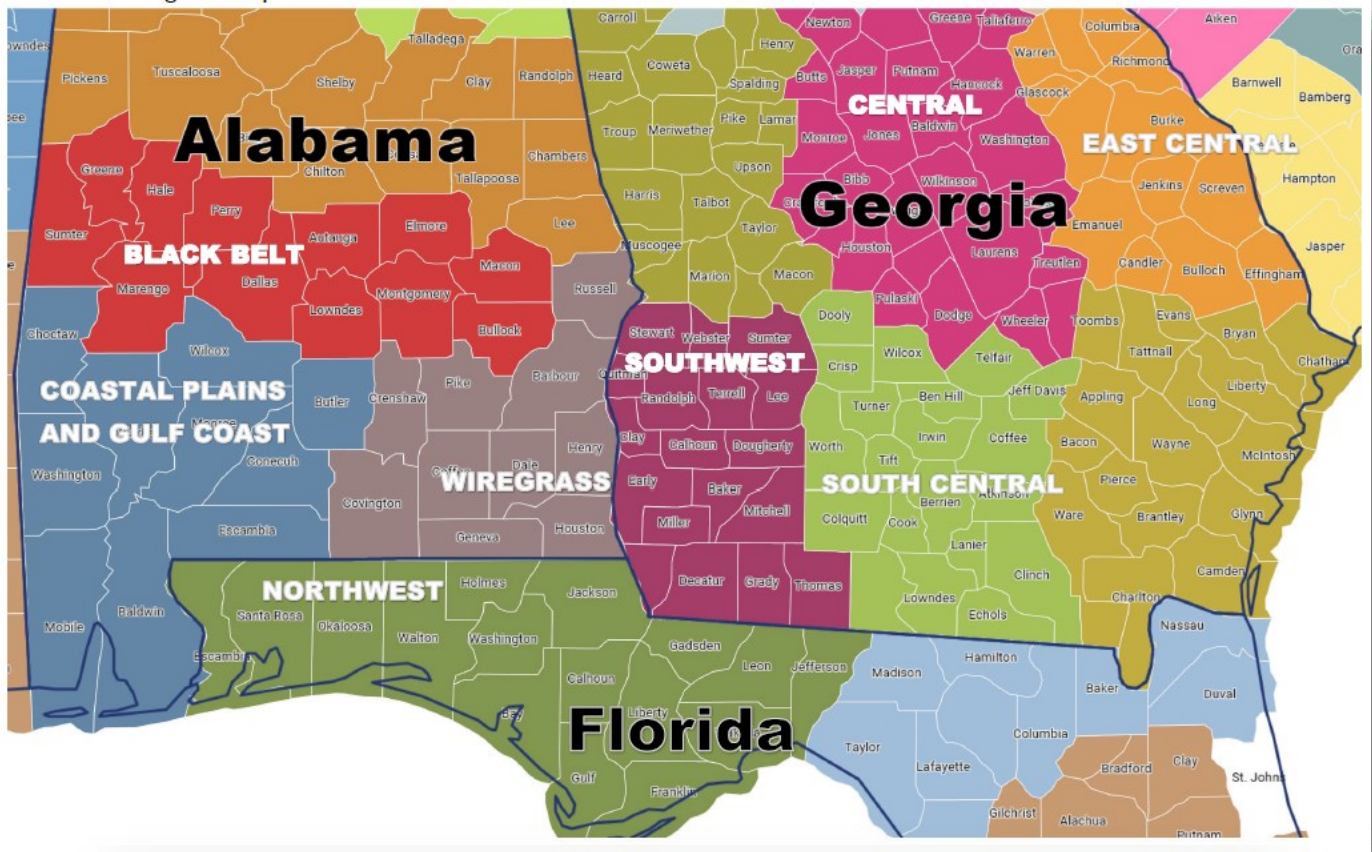 Carroll
Newton
Greene
Taliaferro
Columbia
Aiken
Talladega
Henry
Warren
Pickens
Tuscaloosa
Shelby
Clay
Randolph
Heard
Coweta
Spalding
Butts
Jasper
Putnam
Hancock
Richmond
Barnwell
Bamberg
Glascock
CENTRAL
Troup
Meriwether
Pike
Lamar
Monroe
Jones
Baldwin
Washington
Burke
EAST CENTRAL
Alabama
Chambers
Greene
Hale
Chilton
Tallapoosa
Upson
Bibb
Wilkinson
Jenkins
Screven
Hampton
Harris
Talbot
Georgia
Perry
Sumter
Autauga
Elmore
Lee
Muscogee
Taylor
Houston
Laurens
Emanuel
Jasper
BLACK BELT
Marengo
Dallas
Lowndes
Montgomery
Macon
Russell
Marion
Macon
Treutlen
Candler
Bulloch
Effingham
Choctaw
Bullock
Stewart
Webster
Sumter
Dooly
Pulaski
Dodge
Wheeler
Toombs
Evans
Bryan
Wilcox
SOUTHWEST
Crisp
Wilcox
Telfair
Tattnall
Chatham
COASTAL PLAINS
AND GULF COAST
Butler
Crenshaw
Pike
Barbour
Quitman
Randolph
Terrell
Lee
Turner
Ben Hill
Jeff Davis
Appling
Long
Liberty
Monroe
Washington
Conecuh
Henry
Clay
Calhoun
Dougherty
Worth
Irwin
Tift
Coffee
Bacon
Wayne
McIntosh
Coffee
Dale
WIREGRASS
Early
Baker
SOUTH CENTRAL
Atkinson
Pierce
Covington
Miller
Mitchell
Colquitt
Cook
Berrien
Ware
Brantley
Glynn
Escambia
Geneva
Houston
Lanier
Clinch
Camden
NORTHWEST
Holmes
Jackson
Decatur
Grady
Thomas
Lowndes
Echols
Charlton
Mobile
Baldwin
Santa Rosa
Okaloosa
Walton
Washington
Gadsden
Nassau
Escambia
Leon
Jefferson
Madison
Hamilton
Baker
Duval
Calhoun
Bay
Liberty
Florida
Taylor
Lafayette
Columbia
Bradford
Clay
St. Johns
Gulf
Franklin
Gilchrist
Alachua
Putnam